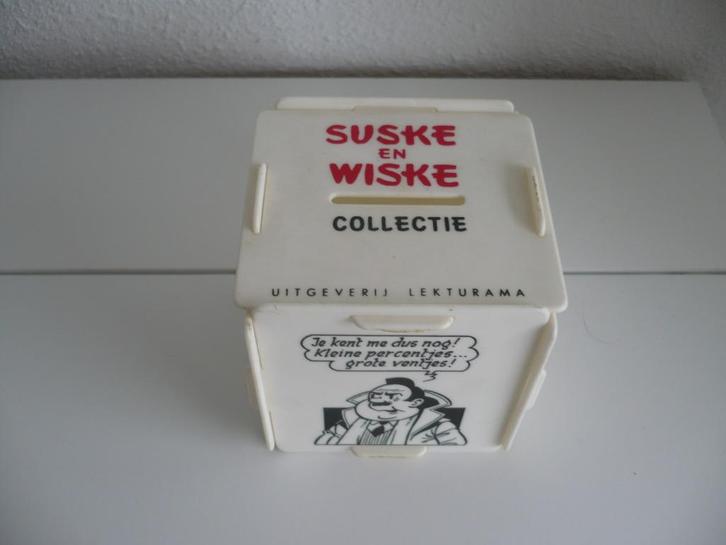 SUSKE
EN
WISKE
COLLECTIE
UITGEVERIJ LEKTURAMA
Je kent me dus nog!
Kleine percentjes...
grote ventjes!